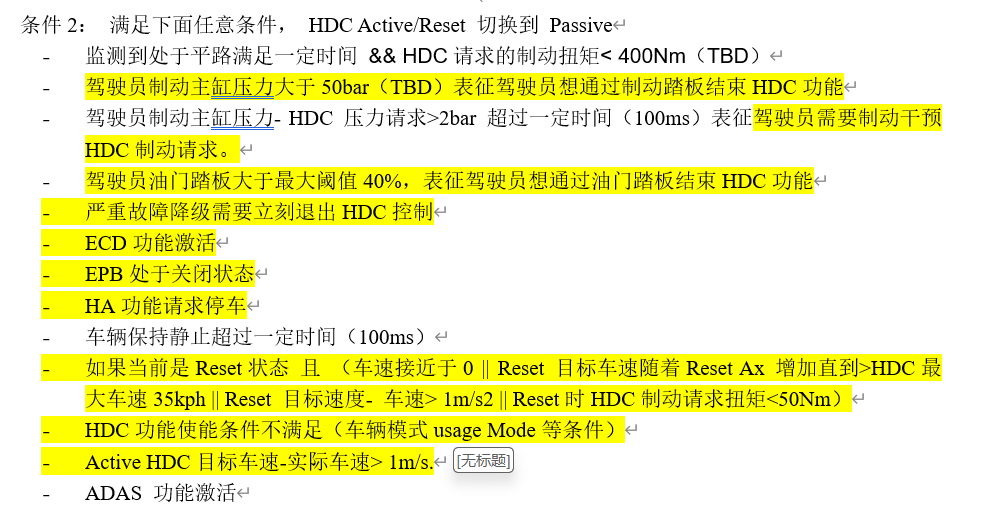 条件 2： 满足下面任意条件， HDC Active/Reset 切换到 Passive↵
- 监测到处于平路满足一定时间 && HDC 请求的制动扭矩< 400Nm（TBD）↵
- 驾驶员制动主缸压力大于 50bar（TBD）表征驾驶员想通过制动踏板结束 HDC 功能↵
- 驾驶员制动主缸压力- HDC 压力请求>2bar 超过一定时间（100ms）表征驾驶员需要制动干预
HDC 制动请求。↵
- 驾驶员油门踏板大于最大阈值 40%，表征驾驶员想通过油门踏板结束 HDC 功能↵
- 严重故障降级需要立刻退出 HDC 控制↵
- ECD 功能激活↵
- EPB 处于关闭状态↵
- HA 功能请求停车↵
- 车辆保持静止超过一定时间（100ms）↵
- 如果当前是 Reset 状态 且 （车速接近于 0 || Reset 目标车速随着 Reset Ax 增加直到>HDC 最
大车速 35kph || Reset 目标速度- 车速> 1m/s2 || Reset 时 HDC 制动请求扭矩<50Nm）↵
- HDC 功能使能条件不满足（车辆模式 usage Mode 等条件）↵
- Active HDC 目标车速-实际车速> 1m/s.↵ [无标题]
- ADAS 功能激活↵